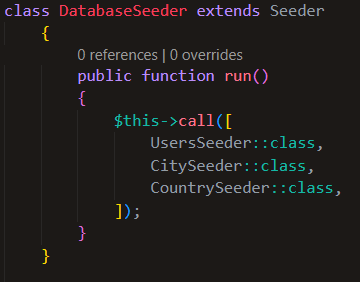 class DatabaseSeeder extends Seeder
{
0 references | 0 overrides
public function run()
{
$this->call([
UsersSeeder::class,
CitySeeder::class,
CountrySeeder::class,
]);
}
}